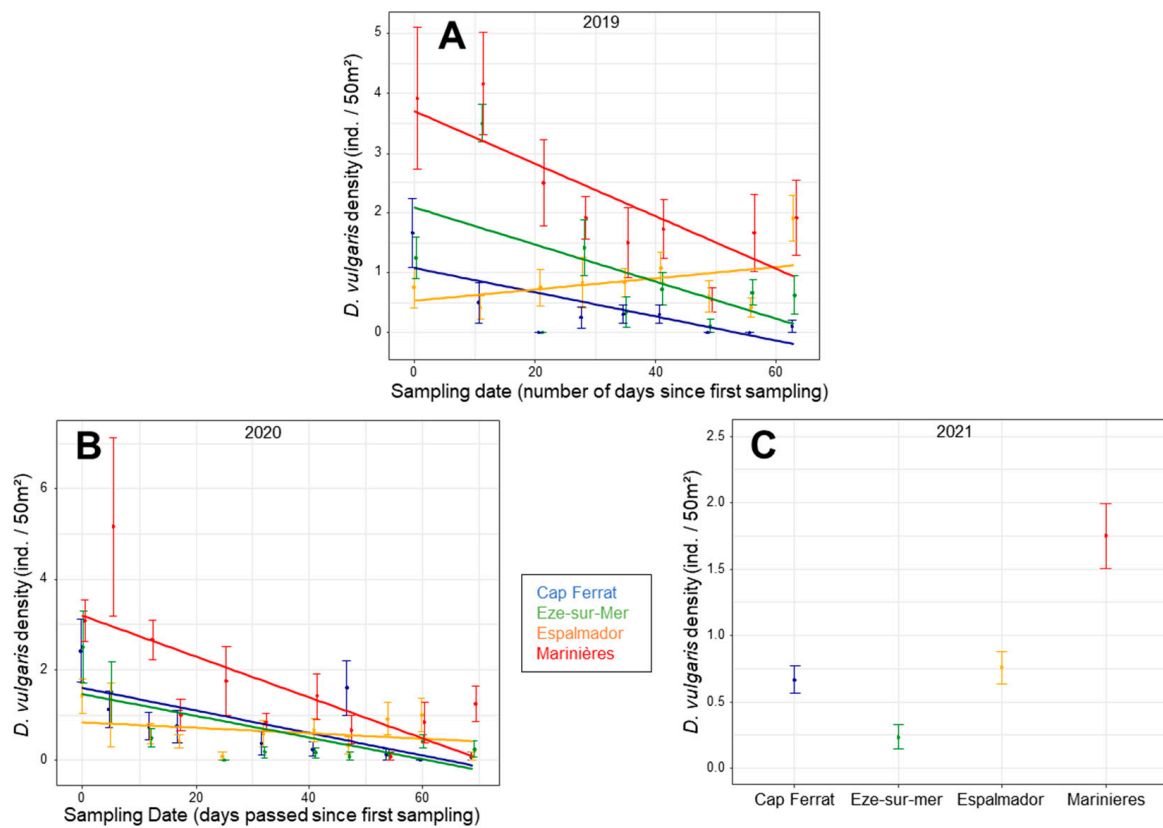 A
2019
D. vulgaris density (ind. / 50m²)
5
4
3
2
1
0
0 20 40 60
Sampling date (number of days since first sampling)
B
2020
D. vulgaris density (ind. / 50m²)
6
4
2
0
0 20 40 60
Sampling Date (days passed since first sampling)
Cap Ferrat
Eze-sur-Mer
Espalmador
Marinières
C
2021
D. vulgaris density (ind. / 50m²)
2.5
2.0
1.5
1.0
0.5
0.0
Cap Ferrat Eze-sur-mer Espalmador Marinieres